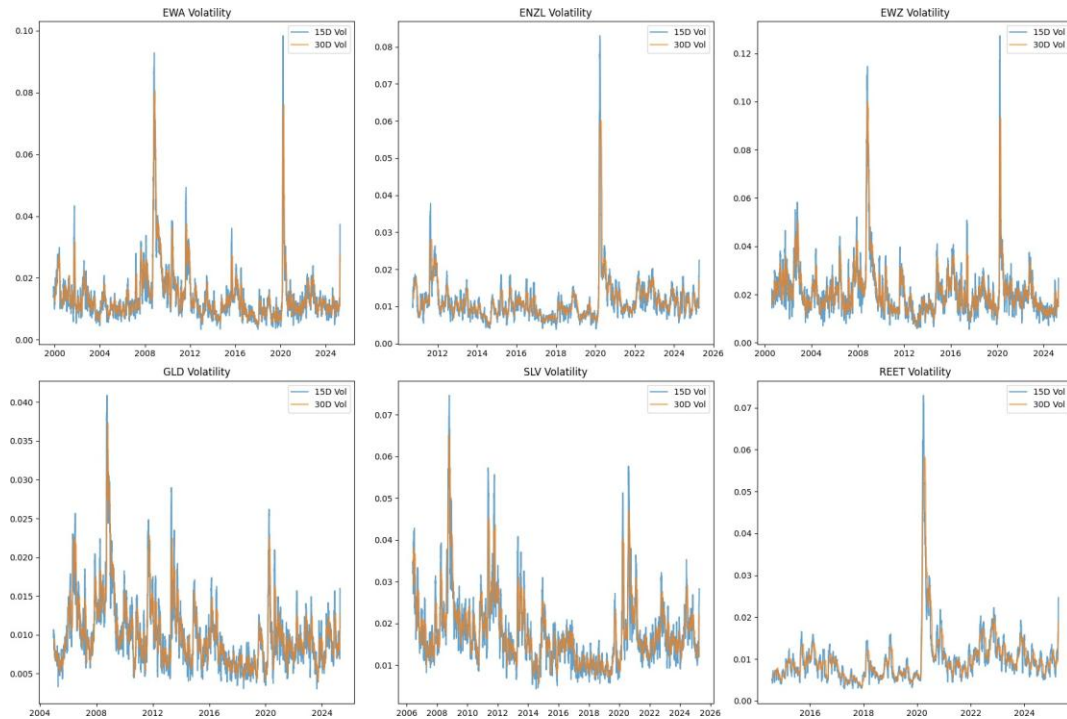 EWA Volatility
15D Vol
30D Vol
0.10
0.08
0.06
0.04
0.02
0.00
2000 2004 2008 2012 2016 2020 2024
ENZL Volatility
15D Vol
30D Vol
0.08
0.07
0.06
0.05
0.04
0.03
0.02
0.01
0.00
2012 2014 2016 2018 2020 2022 2024 2026
EWZ Volatility
15D Vol
30D Vol
0.12
0.10
0.08
0.06
0.04
0.02
0.00
2000 2004 2008 2012 2016 2020 2024
GLD Volatility
15D Vol
30D Vol
0.040
0.035
0.030
0.025
0.020
0.015
0.010
0.005
2004 2008 2012 2016 2020 2024
SLV Volatility
15D Vol
30D Vol
0.07
0.06
0.05
0.04
0.03
0.02
0.01
2006 2008 2010 2012 2014 2016 2018 2020 2022 2024 2026
REET Volatility
15D Vol
30D Vol
0.07
0.06
0.05
0.04
0.03
0.02
0.01
0.00
2016 2018 2020 2022 2024